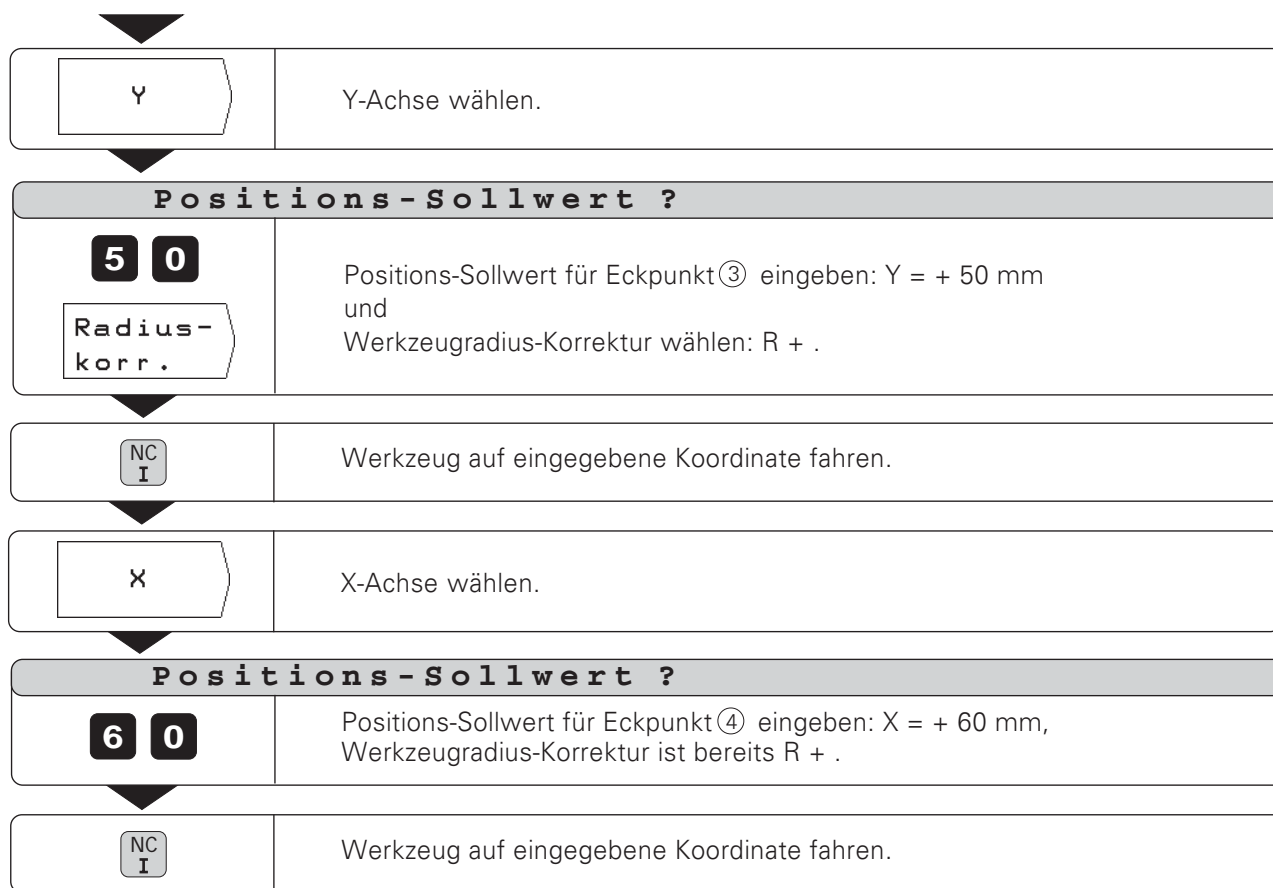 Y
Y-Achse wählen.
Positions-Sollwert ?
5 0
Radius-
korr.
Positions-Sollwert für Eckpunkt ③ eingeben: Y = + 50 mm
und
Werkzeugradius-Korrektur wählen: R + .
NC
I
Werkzeug auf eingegebene Koordinate fahren.
X
X-Achse wählen.
Positions-Sollwert ?
6 0
Positions-Sollwert für Eckpunkt ④ eingeben: X = + 60 mm,
Werkzeugradius-Korrektur ist bereits R + .
NC
I
Werkzeug auf eingegebene Koordinate fahren.